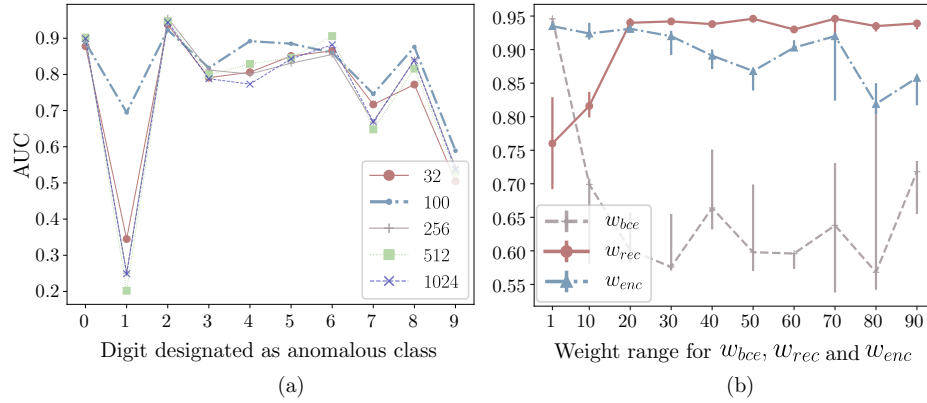 AUC
0.9
0.8
0.7
0.6
0.5
0.4
0.3
0.2
32
100
256
512
1024
0 1 2 3 4 5 6 7 8 9
Digit designated as anomalous class
(a)
0.95
0.90
0.85
0.80
0.75
0.70
0.65
0.60
0.55
w_bce
w_rec
w_enc
1 10 20 30 40 50 60 70 80 90
Weight range for w_bce, w_rec and w_enc
(b)